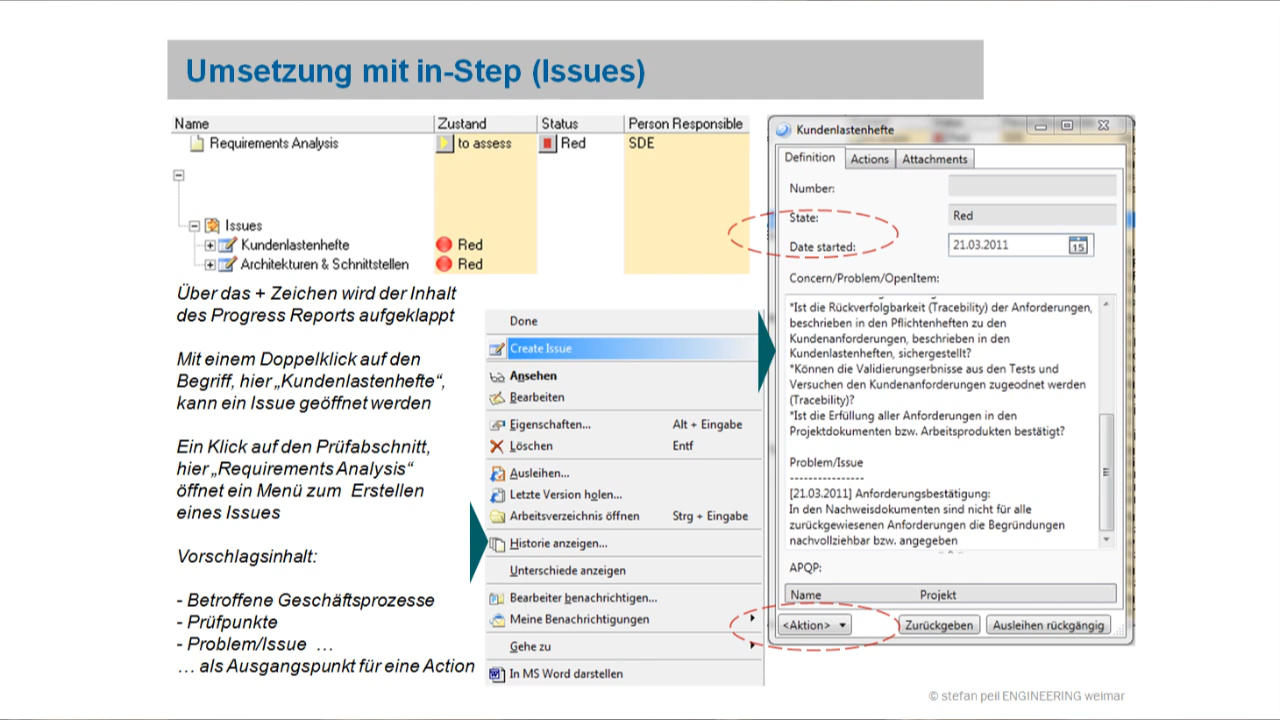 Umsetzung mit in-Step (Issues)
Name Zustand Status Person Responsible
Requirements Analysis to assess Red SDE
Issues
Kundenlastenhefte Red
Architekturen & Schnittstellen Red
Über das + Zeichen wird der Inhalt
des Progress Reports aufgeklappt
Mit einem Doppelklick auf den
Begriff, hier „Kundenlastenhefte“,
kann ein Issue geöffnet werden
Ein Klick auf den Prüfabschnitt,
hier „Requirements Analysis“
öffnet ein Menü zum Erstellen
eines Issues
Vorschlagsinhalt:
- Betroffene Geschäftsprozesse
- Prüfpunkte
- Problem/Issue …
… als Ausgangspunkt für eine Action
Done
Create Issue
Ansehen
Bearbeiten
Eigenschaften... Alt + Eingabe
Löschen Entf
Ausleihen...
Letzte Version holen...
Arbeitsverzeichnis öffnen Strg + Eingabe
Historie anzeigen...
Unterschiede anzeigen
Bearbeiter benachrichtigen...
Meine Benachrichtigungen
Gehe zu
In MS Word darstellen
Kundenlastenhefte
Definition Actions Attachments
Number:
State: Red
Date started: 21.03.2011 15
Concern/Problem/OpenItem:
*Ist die Rückverfolgbarkeit (Tracebility) der Anforderungen,
beschrieben in den Pflichtenheften zu den
Kundenanforderungen, beschrieben in den
Kundenlastenheften, sichergestellt?
*Können die Validierungserbnisse aus den Tests und
Versuchen den Kundenanforderungen zugeodnet werden
(Tracebility)?
*Ist die Erfüllung aller Anforderungen in den
Projektdokumenten bzw. Arbeitsprodukten bestätigt?
Problem/Issue
----------------
[21.03.2011] Anforderungsbestätigung:
In den Nachweisdokumenten sind nicht für alle
zurückgewiesenen Anforderungen die Begründungen
nachvollziehbar bzw. angegeben
APQP:
Name Projekt
<Aktion> Zurückgeben Ausleihen rückgängig
© stefan peil ENGINEERING weimar